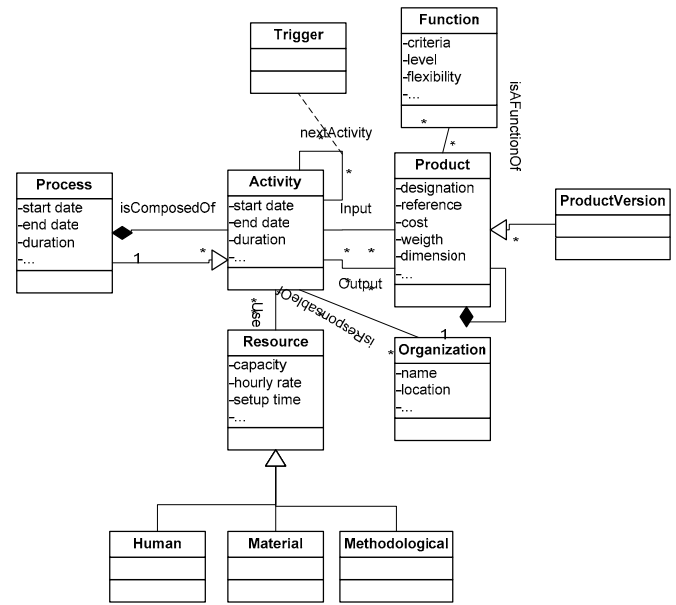 Function
-criteria
-level
-flexibility
-...
*
isAFunctionOf
*
Trigger
nextActivity
*
*
Process
-start date
-end date
-duration
-...
isComposedOf
1
*
Activity
-start date
-end date
-duration
-...
Input
*
*
Output
*
*
Product
-designation
-reference
-cost
-weigth
-dimension
-...
ProductVersion
*
1
*
Use
*
*
isResponsableOf
*
Resource
-capacity
-hourly rate
-setup time
-...
Organization
-name
-location
-...
Human
Material
Methodological